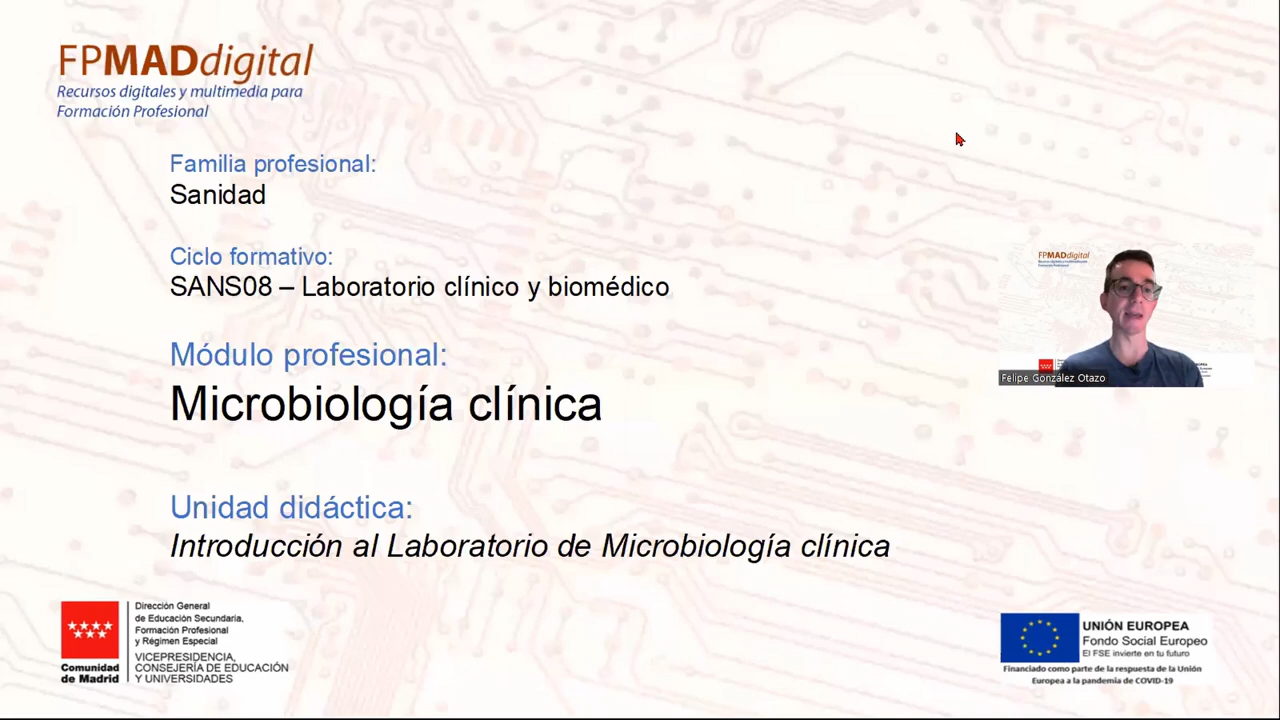 FPMADdigital
Recursos digitales y multimedia para
Formación Profesional
Familia profesional:
Sanidad
Ciclo formativo:
SANS08 – Laboratorio clínico y biomédico
Módulo profesional:
Microbiología clínica
Unidad didáctica:
Introducción al Laboratorio de Microbiología clínica
FPMADdigital
Felipe González Otazo
Comunidad
de Madrid
Dirección General
de Educación Secundaria,
Formación Profesional
y Régimen Especial
VICEPRESIDENCIA,
CONSEJERÍA DE EDUCACIÓN
Y UNIVERSIDADES
UNIÓN EUROPEA
Fondo Social Europeo
El FSE invierte en tu futuro
Financiado como parte de la respuesta de la Unión
Europea a la pandemia de COVID-19